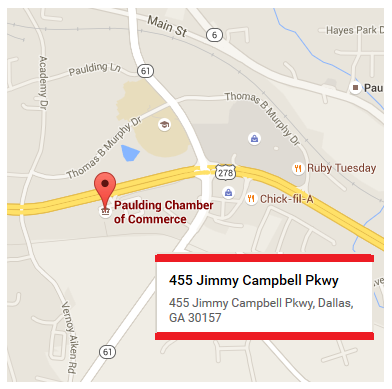 Main St
6
Hayes Park D
Paulding Ln
61
Academy Dr
Pau
Thomas B Murphy Dr
Thomas B Murphy Dr
278
Ruby Tuesday
Chick-fil-A
Paulding Chamber
of Commerce
455 Jimmy Campbell Pkwy
455 Jimmy Campbell Pkwy, Dallas,
GA 30157
Vernoy Aiken Rd
61